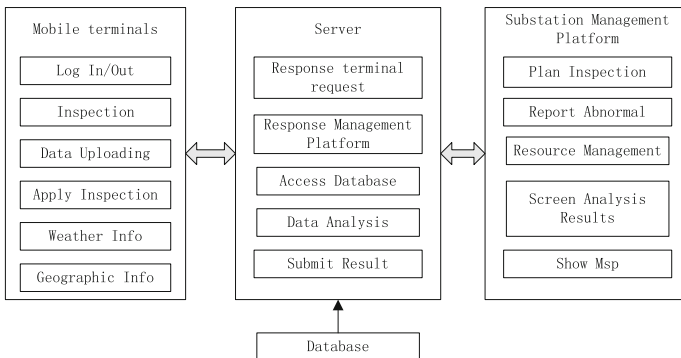 Mobile terminals
Log In/Out
Inspection
Data Uploading
Apply Inspection
Weather Info
Geographic Info
Server
Response terminal
request
Response Management
Platform
Access Database
Data Analysis
Submit Result
Database
Substation Management
Platform
Plan Inspection
Report Abnormal
Resource Management
Screen Analysis
Results
Show Msp